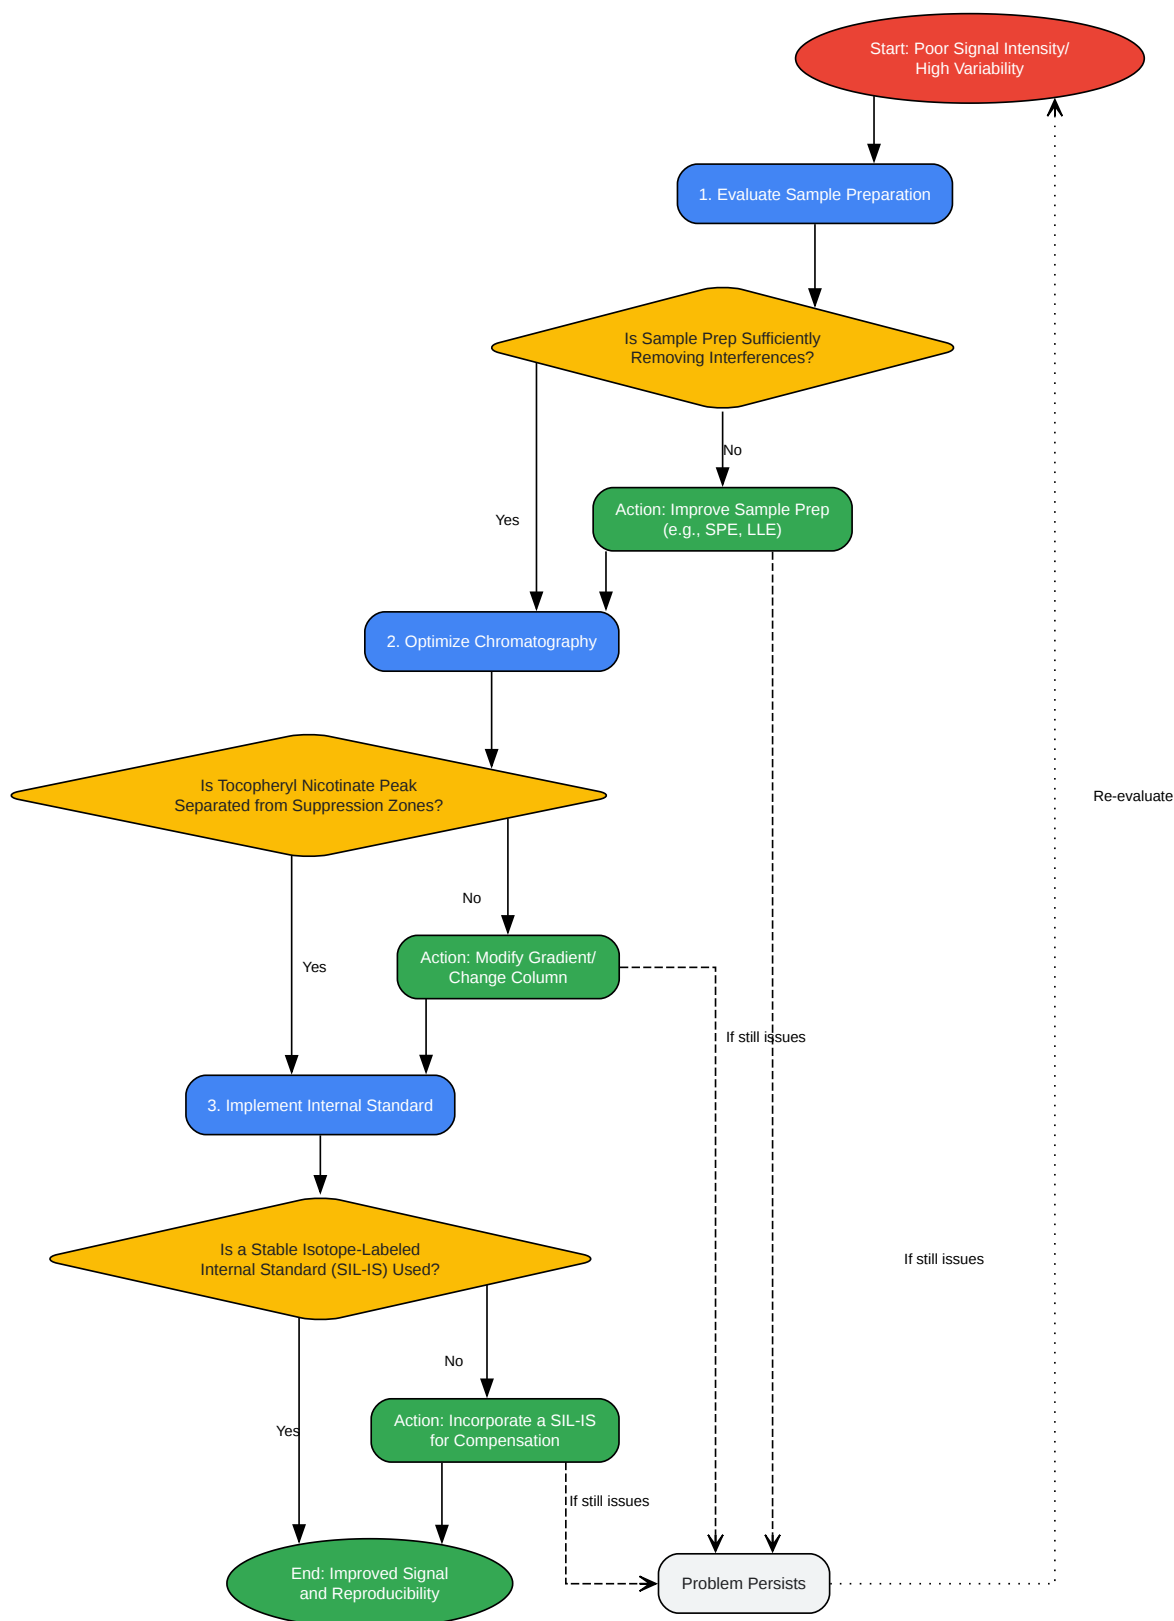 Start: Poor Signal Intensity/
High Variability
1. Evaluate Sample Preparation
Is Sample Prep Sufficiently
Removing Interferences?
No
Yes
Action: Improve Sample Prep
(e.g., SPE, LLE)
2. Optimize Chromatography
Is Tocopheryl Nicotinate Peak
Separated from Suppression Zones?
Re-evaluate
No
Yes
Action: Modify Gradient/
Change Column
If still issues
3. Implement Internal Standard
Is a Stable Isotope-Labeled
Internal Standard (SIL-IS) Used?
If still issues
No
Yes
Action: Incorporate a SIL-IS
for Compensation
If still issues
End: Improved Signal
and Reproducibility
Problem Persists